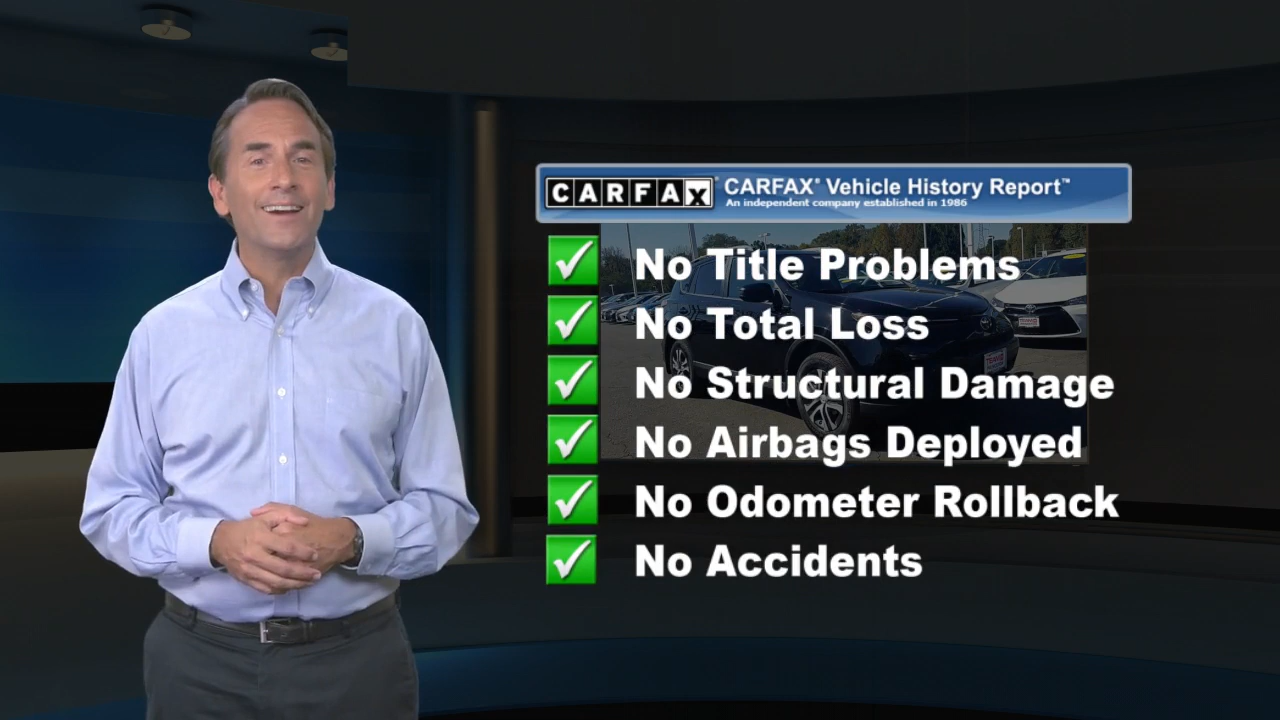 CARFAX® CARFAX® Vehicle History Report™
An independent company established in 1986
No Title Problems
No Total Loss
No Structural Damage
No Airbags Deployed
No Odometer Rollback
No Accidents